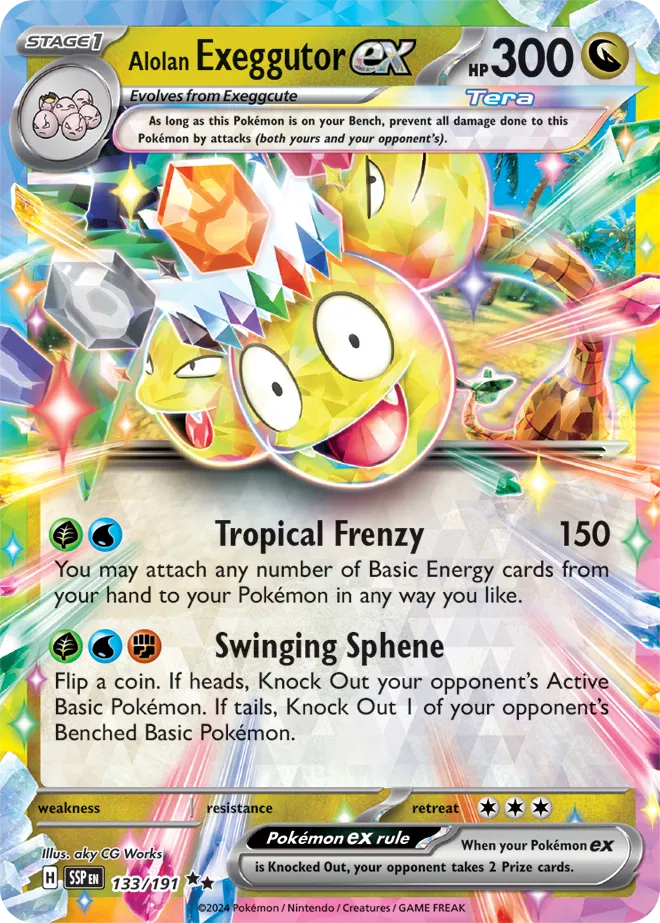 STAGE 1
Alolan Exeggutor ex HP 300
Evolves from Exeggcute Tera
As long as this Pokémon is on your Bench, prevent all damage done to this
Pokémon by attacks (both yours and your opponent's).
Tropical Frenzy 150
You may attach any number of Basic Energy cards from
your hand to your Pokémon in any way you like.
Swinging Sphene
Flip a coin. If heads, Knock Out your opponent's Active
Basic Pokémon. If tails, Knock Out 1 of your opponent's
Benched Basic Pokémon.
weakness resistance retreat
Illus. aky CG Works
Pokémon ex rule When your Pokémon ex
is Knocked Out, your opponent takes 2 Prize cards.
H SSP EN 133/191
©2024 Pokémon / Nintendo / Creatures / GAME FREAK